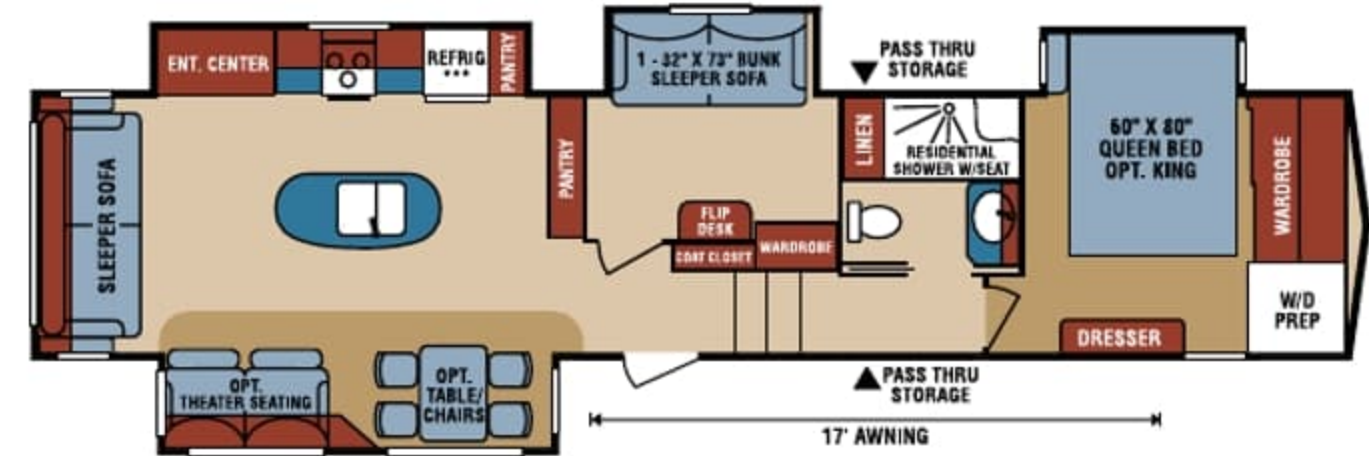 ENT. CENTER
REFRIG
PANTRY
1 - 32" X 73" BUNK
SLEEPER SOFA
PASS THRU
STORAGE
SLEEPER SOFA
PANTRY
LINEN
RESIDENTIAL
SHOWER W/SEAT
60" X 80"
QUEEN BED
OPT. KING
WARDROBE
FLIP
DESK
COAT CLOSET
WARDROBE
W/D
PREP
DRESSER
OPT.
THEATER SEATING
OPT.
TABLE/
CHAIRS
PASS THRU
STORAGE
17' AWNING